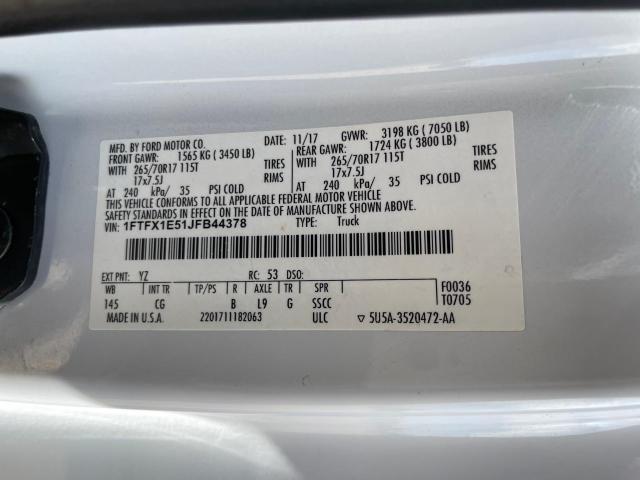 MFD. BY FORD MOTOR CO. DATE: 11/17 GVWR: 3198 KG ( 7050 LB)
FRONT GAWR: 1565 KG ( 3450 LB) REAR GAWR: 1724 KG ( 3800 LB)
WITH 265/70R17 115T TIRES 265/70R17 115T TIRES
17x7.5J RIMS 17x7.5J RIMS
AT 240 kPa/ 35 PSI COLD AT 240 kPa/ 35 PSI COLD
THIS VEHICLE CONFORMS TO ALL APPLICABLE FEDERAL MOTOR VEHICLE
SAFETY STANDARDS IN EFFECT ON THE DATE OF MANUFACTURE SHOWN ABOVE.
VIN: 1FTFX1E51JFB44378 TYPE: Truck
EXT PNT: YZ RC: 53 DSO:
WB INT TR TP/PS R AXLE TR SPR F0036
145 CG B L9 G SSCC T0705
MADE IN U.S.A. 2201711182063 ULC ▽ 5U5A-3520472-AA